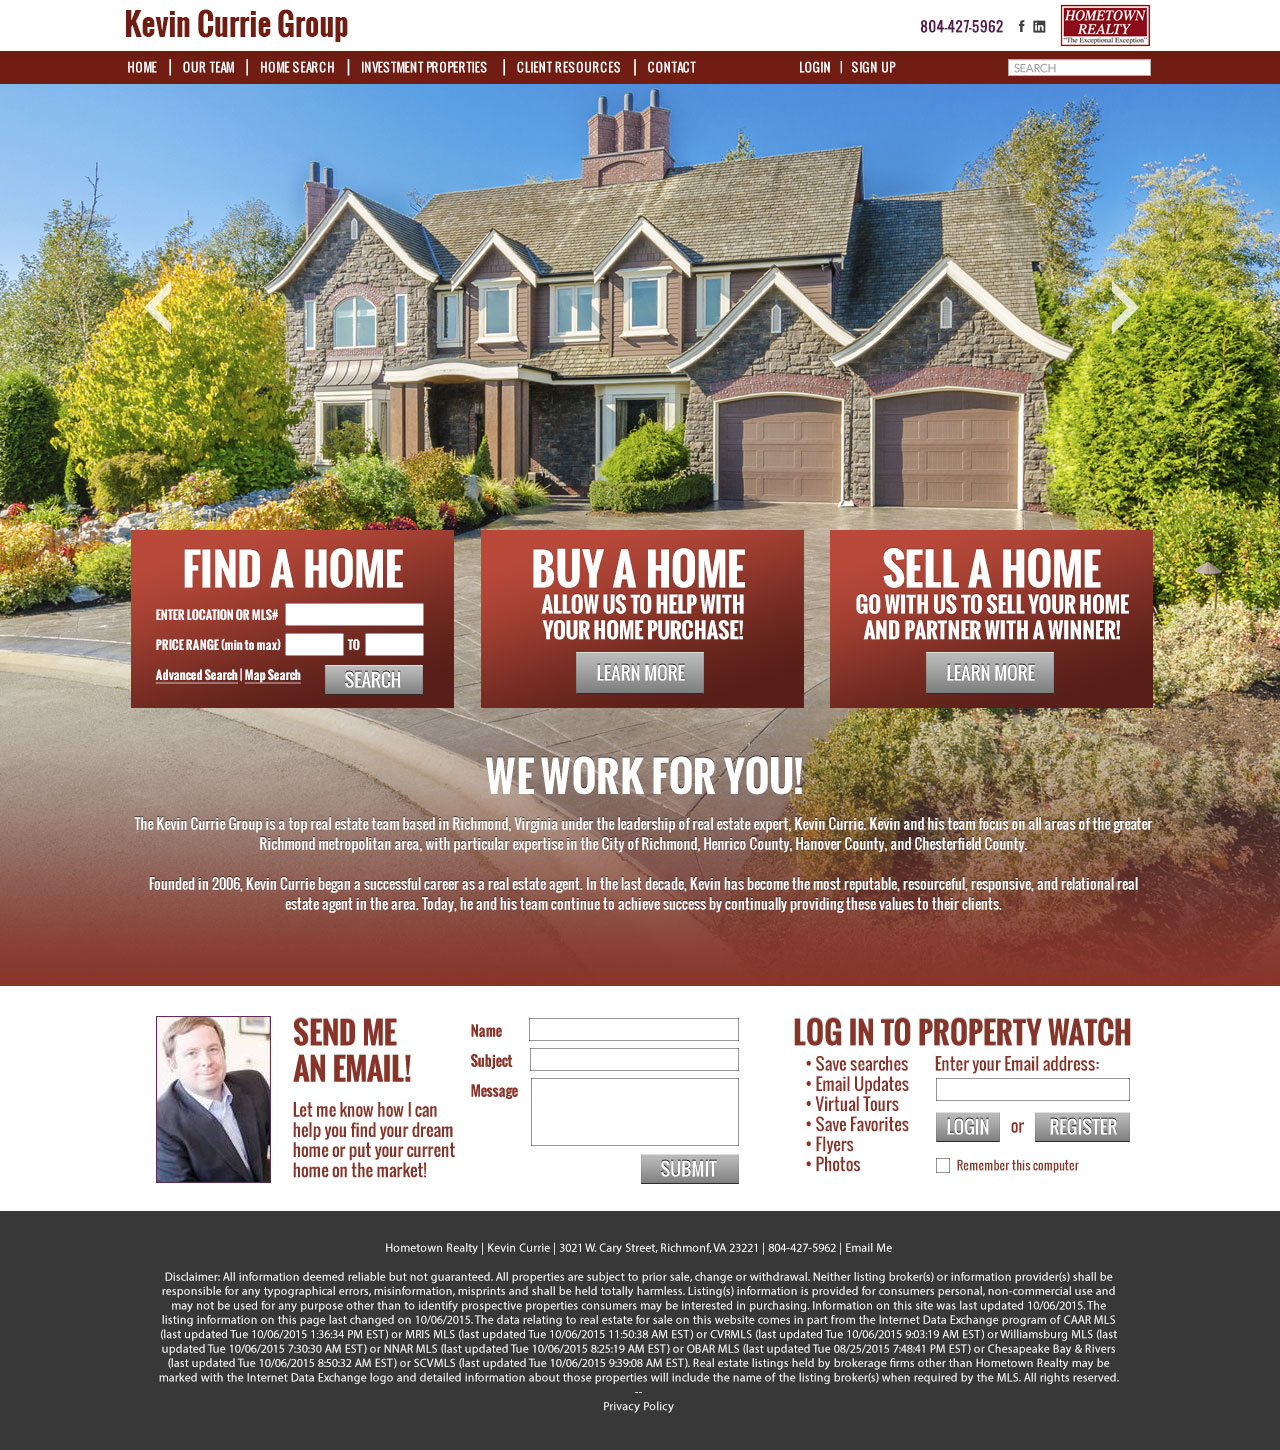 Kevin Currie Group
804-427-5962
f in
HOMETOWN
REALTY
"The Exceptional Exception"
HOME | OUR TEAM | HOME SEARCH | INVESTMENT PROPERTIES | CLIENT RESOURCES | CONTACT
LOGIN | SIGN UP
SEARCH
FIND A HOME
ENTER LOCATION OR MLS#
PRICE RANGE (min to max) TO
Advanced Search | Map Search
SEARCH
BUY A HOME
ALLOW US TO HELP WITH
YOUR HOME PURCHASE!
LEARN MORE
SELL A HOME
GO WITH US TO SELL YOUR HOME
AND PARTNER WITH A WINNER!
LEARN MORE
WE WORK FOR YOU!
The Kevin Currie Group is a top real estate team based in Richmond, Virginia under the leadership of real estate expert, Kevin Currie. Kevin and his team focus on all areas of the greater
Richmond metropolitan area, with particular expertise in the City of Richmond, Henrico County, Hanover County, and Chesterfield County.
Founded in 2006, Kevin Currie began a successful career as a real estate agent. In the last decade, Kevin has become the most reputable, resourceful, responsive, and relational real
estate agent in the area. Today, he and his team continue to achieve success by continually providing these values to their clients.
SEND ME
AN EMAIL!
Let me know how I can
help you find your dream
home or put your current
home on the market!
Name
Subject
Message
SUBMIT
LOG IN TO PROPERTY WATCH
• Save searches
• Email Updates
• Virtual Tours
• Save Favorites
• Flyers
• Photos
Enter your Email address:
LOGIN or REGISTER
Remember this computer
Hometown Realty | Kevin Currie | 3021 W. Cary Street, Richmonf, VA 23221 | 804-427-5962 | Email Me
Disclaimer: All information deemed reliable but not guaranteed. All properties are subject to prior sale, change or withdrawal. Neither listing broker(s) or information provider(s) shall be
responsible for any typographical errors, misinformation, misprints and shall be held totally harmless. Listing(s) information is provided for consumers personal, non-commercial use and
may not be used for any purpose other than to identify prospective properties consumers may be interested in purchasing. Information on this site was last updated 10/06/2015. The
listing information on this page last changed on 10/06/2015. The data relating to real estate for sale on this website comes in part from the Internet Data Exchange program of CAAR MLS
(last updated Tue 10/06/2015 1:36:34 PM EST) or MRIS MLS (last updated Tue 10/06/2015 11:50:38 AM EST) or CVRMLS (last updated Tue 10/06/2015 9:03:19 AM EST) or Williamsburg MLS (last
updated Tue 10/06/2015 7:30:30 AM EST) or NNAR MLS (last updated Tue 10/06/2015 8:25:19 AM EST) or OBAR MLS (last updated Tue 08/25/2015 7:48:41 PM EST) or Chesapeake Bay & Rivers
(last updated Tue 10/06/2015 8:50:32 AM EST) or SCVMLS (last updated Tue 10/06/2015 9:39:08 AM EST). Real estate listings held by brokerage firms other than Hometown Realty may be
marked with the Internet Data Exchange logo and detailed information about those properties will include the name of the listing broker(s) when required by the MLS. All rights reserved.
--
Privacy Policy